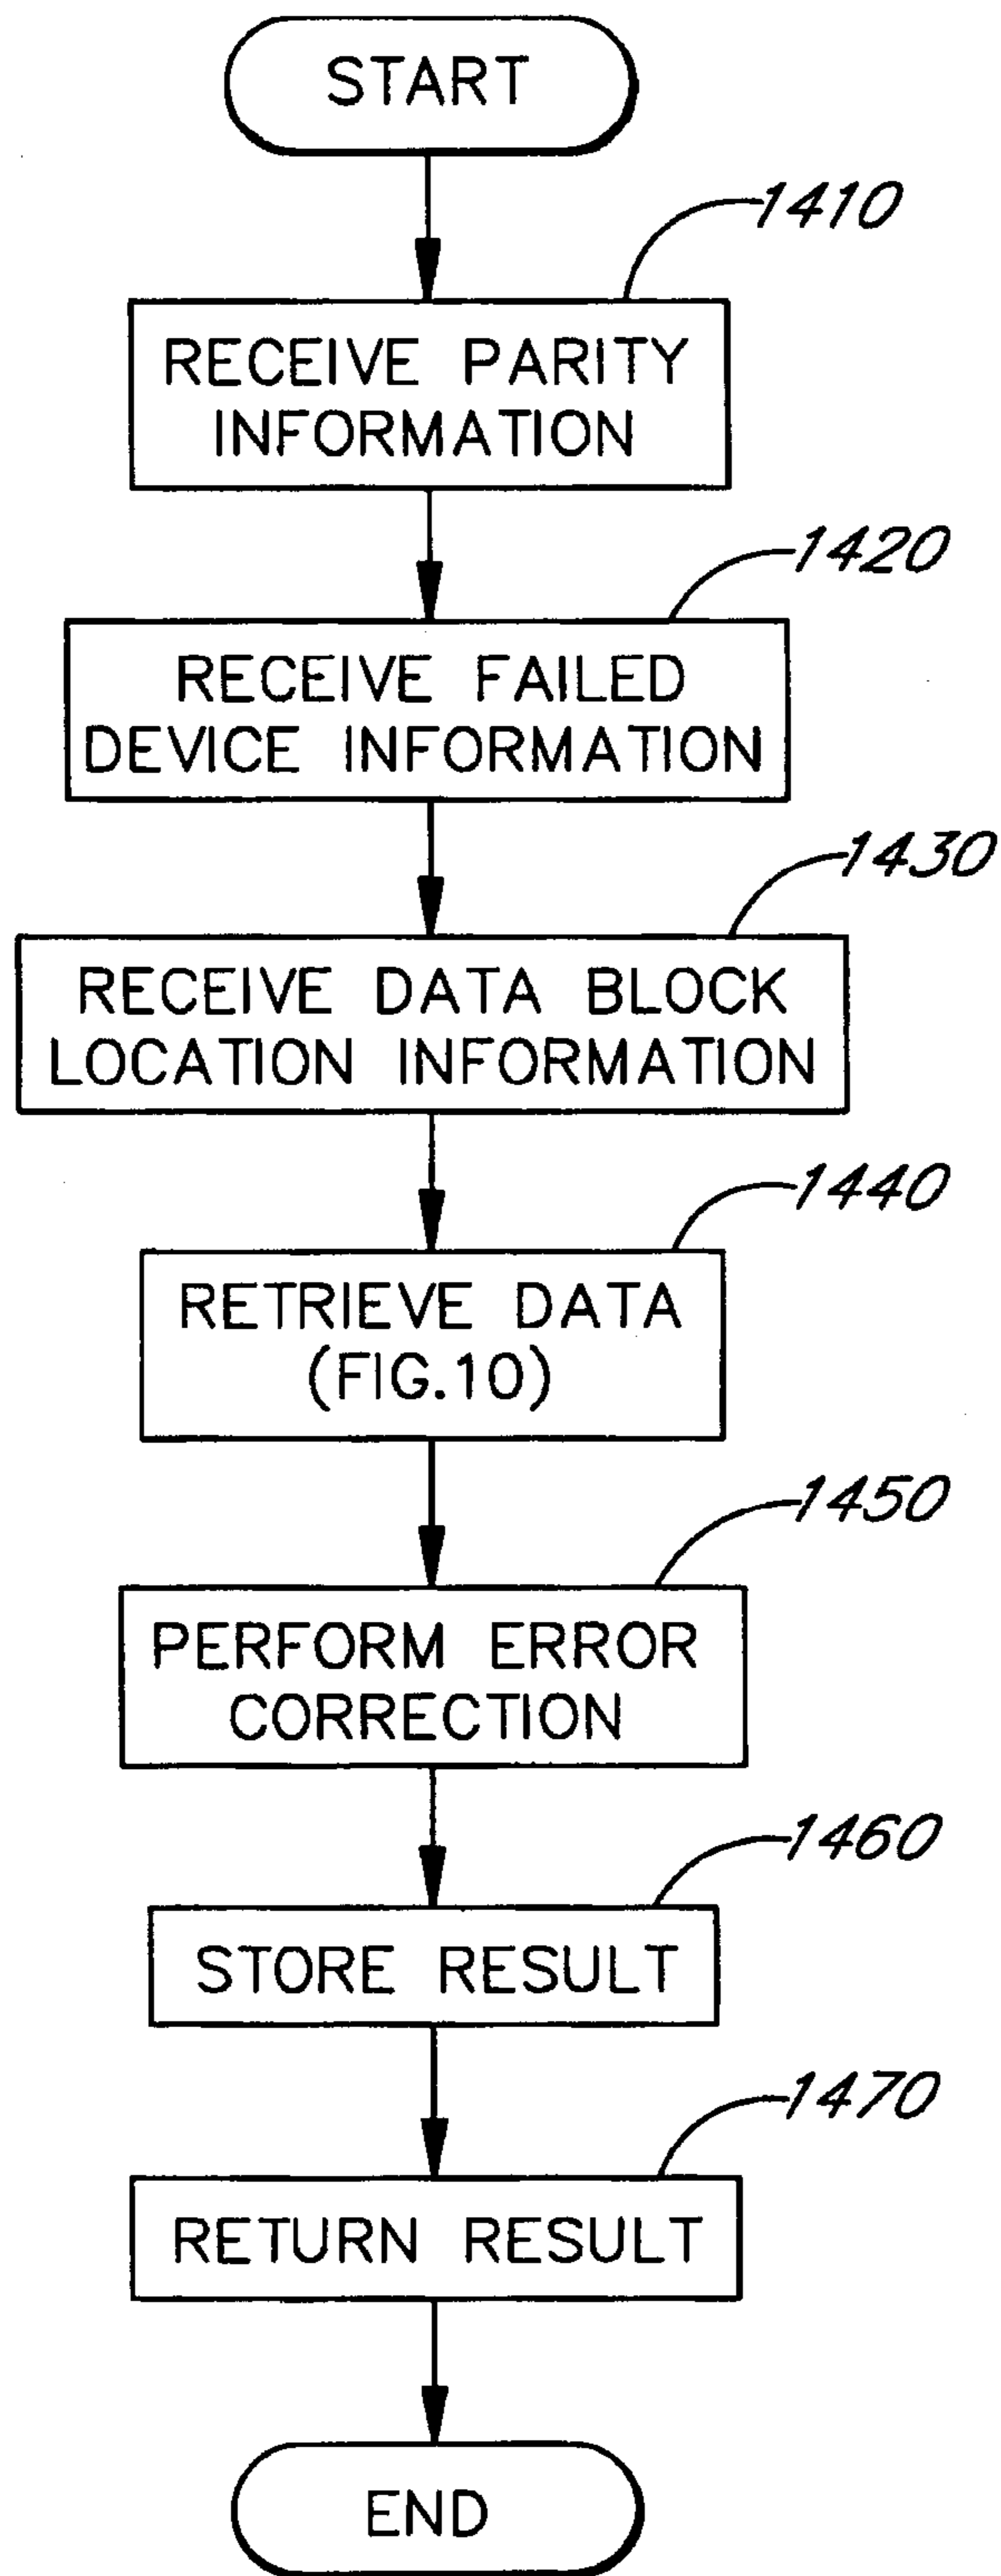 START
1410
RECEIVE PARITY
INFORMATION
1420
RECEIVE FAILED
DEVICE INFORMATION
1430
RECEIVE DATA BLOCK
LOCATION INFORMATION
1440
RETRIEVE DATA
(FIG.10)
1450
PERFORM ERROR
CORRECTION
1460
STORE RESULT
1470
RETURN RESULT
END